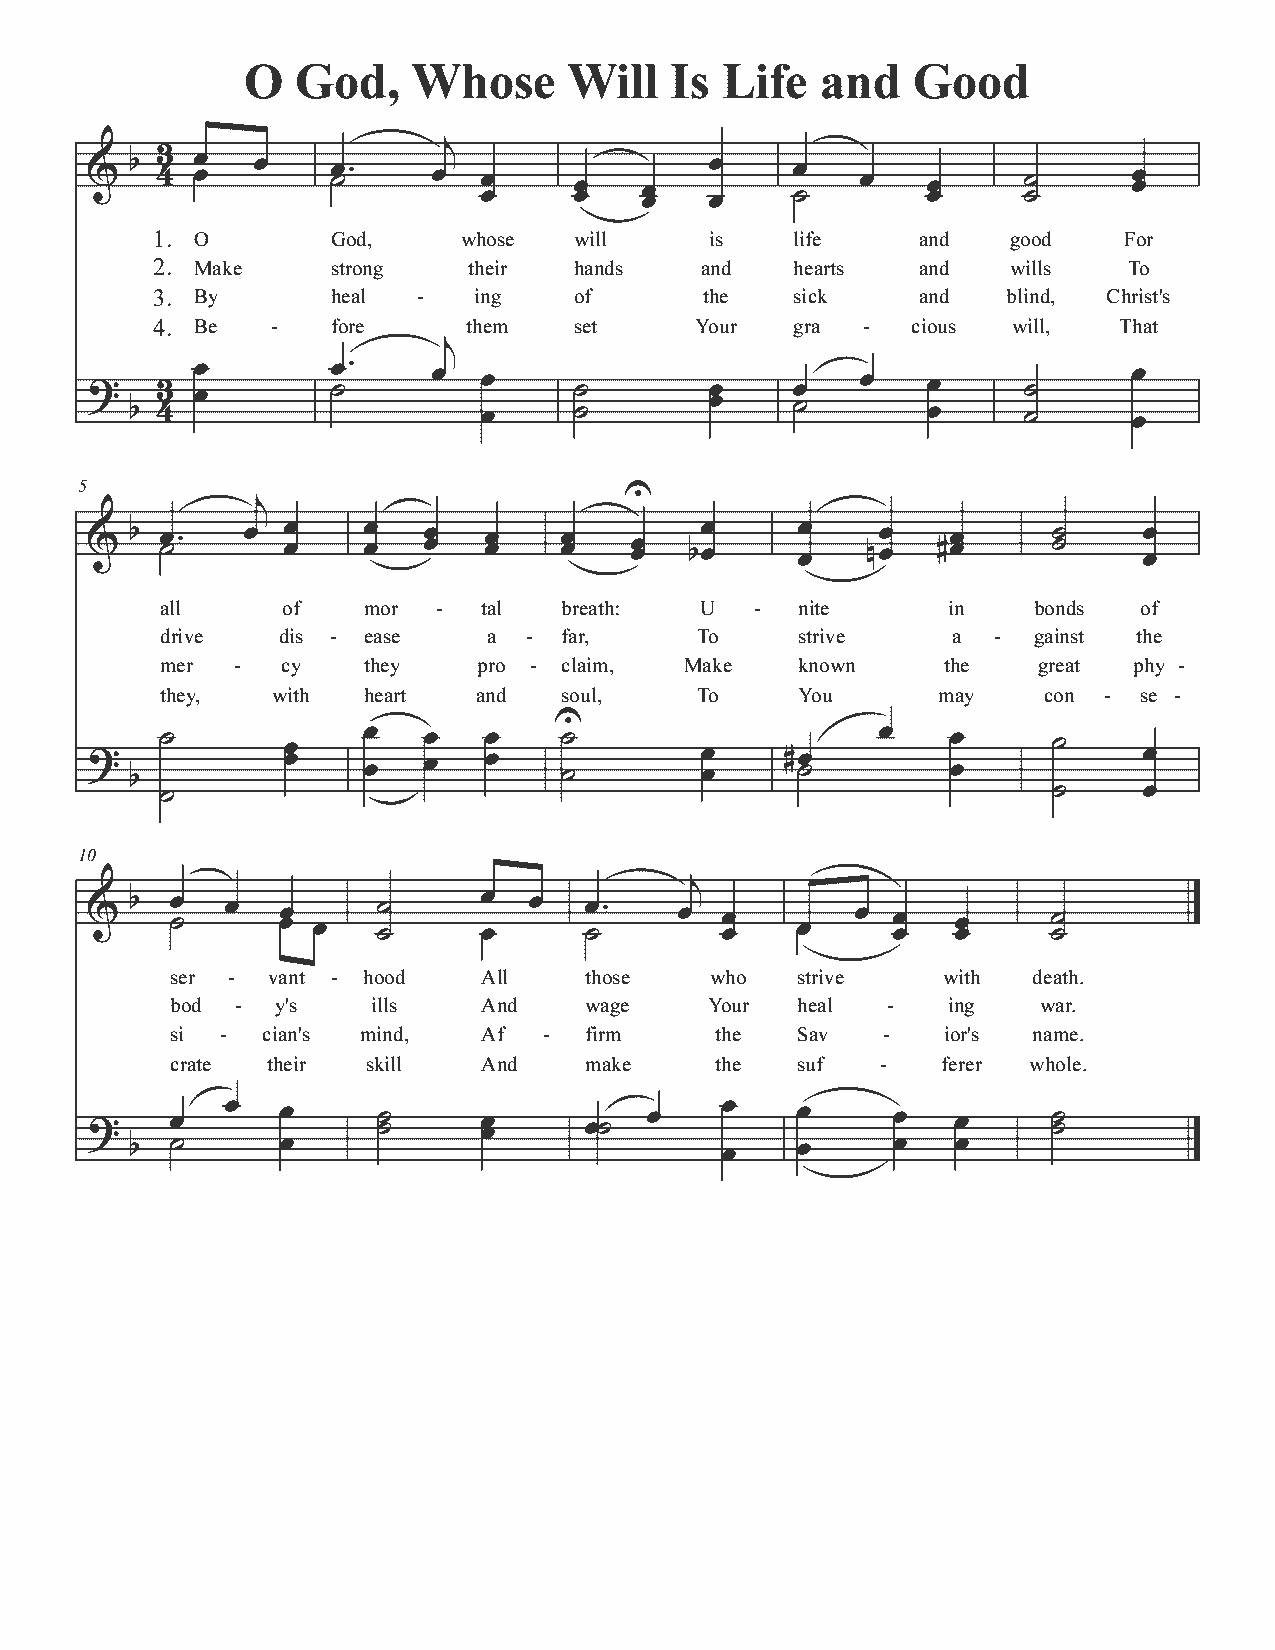 O God, Whose Will Is Life and Good
3 4
1. O God, whose will is life and good For
2. Make strong their hands and hearts and wills To
3. By heal - ing of the sick and blind, Christ's
4. Be - fore them set Your gra - cious will, That
3 4
5
all of mor - tal breath: U - nite in bonds of
drive dis - ease a - far, To strive a - gainst the
mer - cy they pro - claim, Make known the great phy -
they, with heart and soul, To You may con - se -
10
ser - vant - hood All those who strive with death.
bod - y's ills And wage Your heal - ing war.
si - cian's mind, Af - firm the Sav - ior's name.
crate their skill And make the suf - ferer whole.